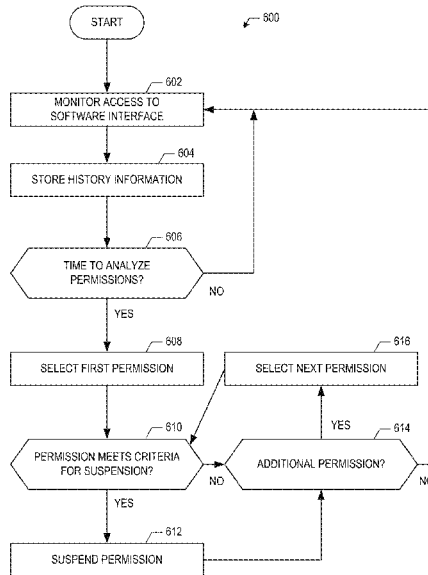 START
600
602
MONITOR ACCESS TO
SOFTWARE INTERFACE
604
STORE HISTORY INFORMATION
606
TIME TO ANALYZE
PERMISSIONS?
NO
YES
608
SELECT FIRST PERMISSION
616
SELECT NEXT PERMISSION
610
PERMISSION MEETS CRITERIA
FOR SUSPENSION?
NO
YES
614
ADDITIONAL PERMISSION?
YES
NO
612
SUSPEND PERMISSION